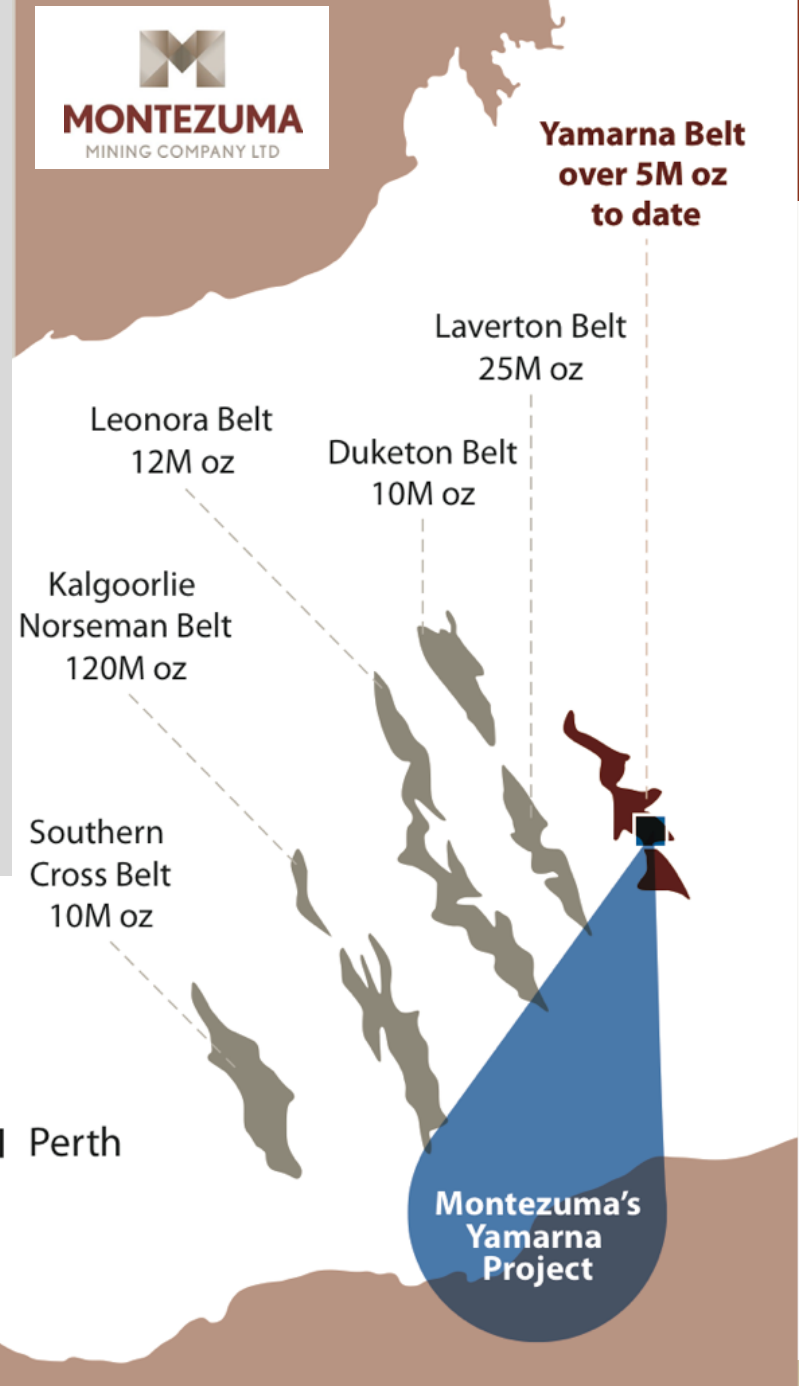 MONTEZUMA
MINING COMPANY LTD
Yamarna Belt
over 5M oz
to date
Laverton Belt
25M oz
Leonora Belt
12M oz
Duketon Belt
10M oz
Kalgoorlie
Norseman Belt
120M oz
Southern
Cross Belt
10M oz
Perth
Montezuma’s
Yamarna
Project